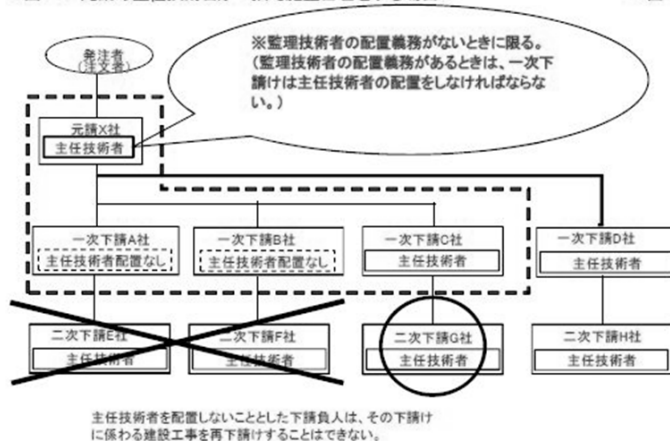 発注者
(注文者)
※監理技術者の配置義務がないときに限る。
(監理技術者の配置義務があるときは、一次下
請けは主任技術者の配置をしなければならな
い。)
元請X社
主任技術者
一次下請A社
主任技術者配置なし
一次下請B社
主任技術者配置なし
一次下請C社
主任技術者
一次下請D社
主任技術者
二次下請E社
主任技術者
二次下請F社
主任技術者
二次下請G社
主任技術者
二次下請H社
主任技術者
主任技術者を配置しないこととした下請負人は、その下請け
に係わる建設工事を再下請けすることはできない。